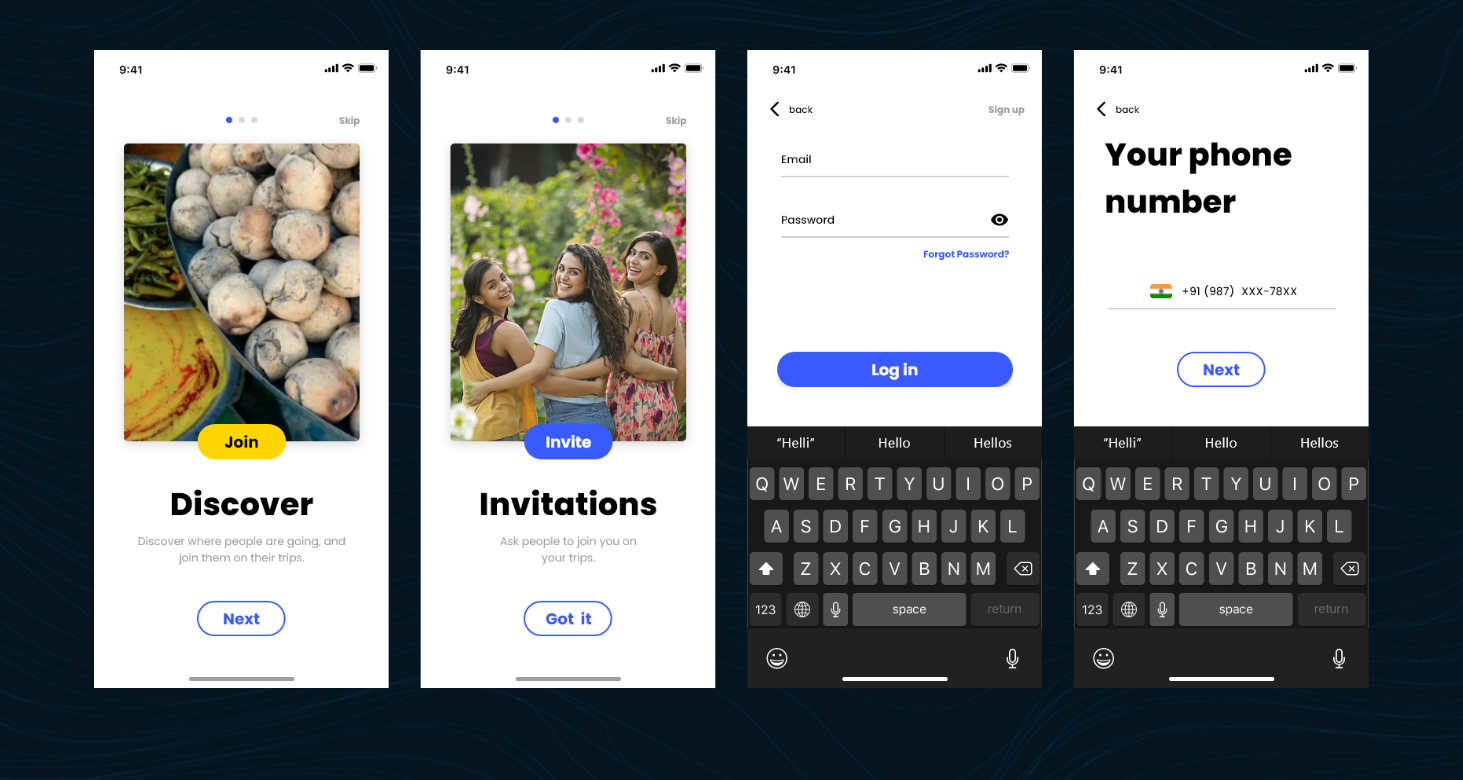 9:41
Skip
Join
Discover
Discover where people are going, and
join them on their trips.
Next
9:41
Skip
Invite
Invitations
Ask people to join you on
your trips.
Got it
9:41
back
Sign up
Email
Password
Forgot Password?
Log in
“Helli” Hello Hellos
Q W E R T Y U I O P
A S D F G H J K L
Z X C V B N M
123 space return
9:41
back
Your phone
number
+91 (987) XXX-78XX
Next
“Helli” Hello Hellos
Q W E R T Y U I O P
A S D F G H J K L
Z X C V B N M
123 space return